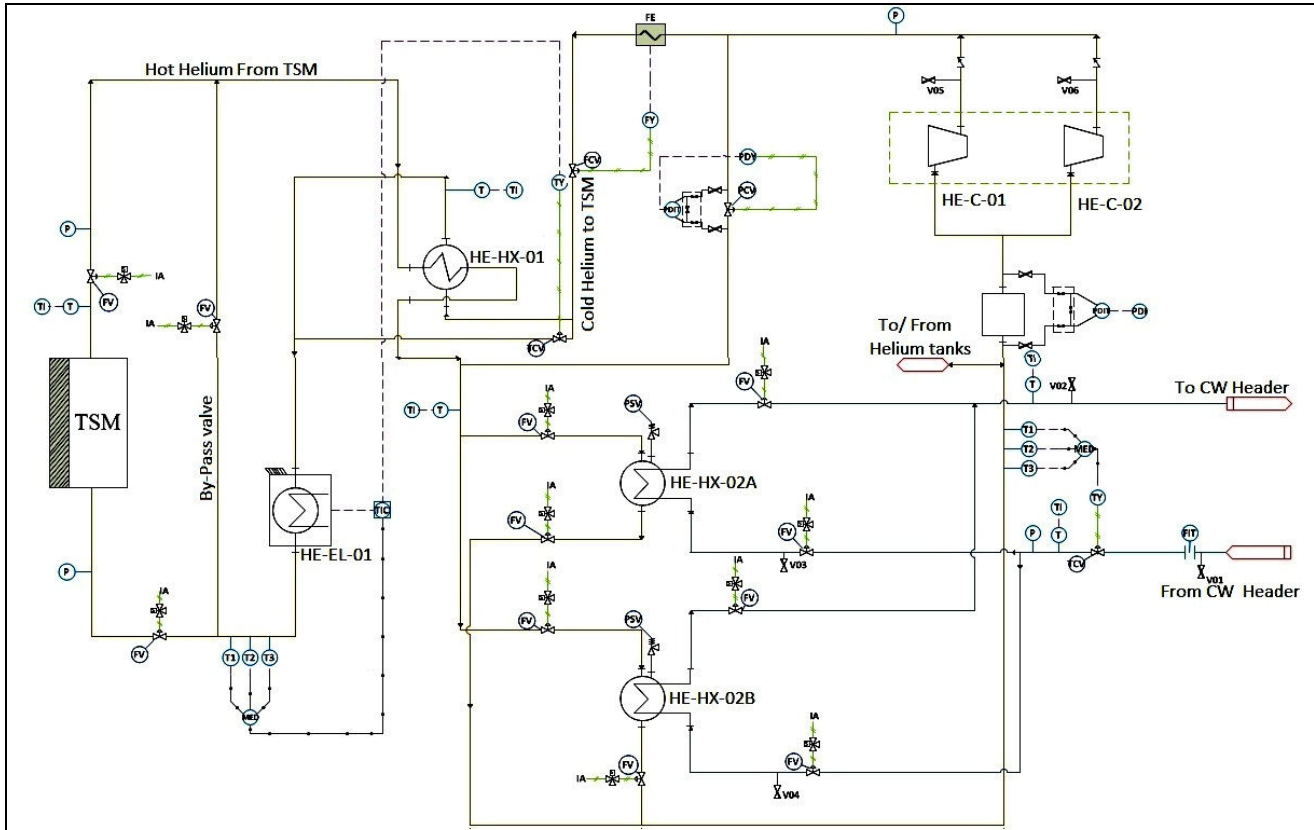 FE
P
Hot Helium From TSM
V05
V06
FY
FCV
TY
PDY
PCV
PDIT
T
TI
HE-C-01
HE-C-02
P
HE-HX-01
Cold Helium to TSM
IA
FV
TI
T
IA
FV
TCV
To/ From
Helium tanks
PDIT
PDI
TI
T
V02
IA
FV
To CW Header
TSM
By-Pass valve
TI
T
IA
FV
PSV
T1
T2
T3
MED
HE-HX-02A
TY
IA
FV
TIC
HE-EL-01
IA
FV
V03
P
TI
T
TCV
FIT
V01
From CW Header
P
IA
FV
IA
FV
IA
FV
PSV
T1
T2
T3
MED
HE-HX-02B
IA
FV
IA
FV
V04